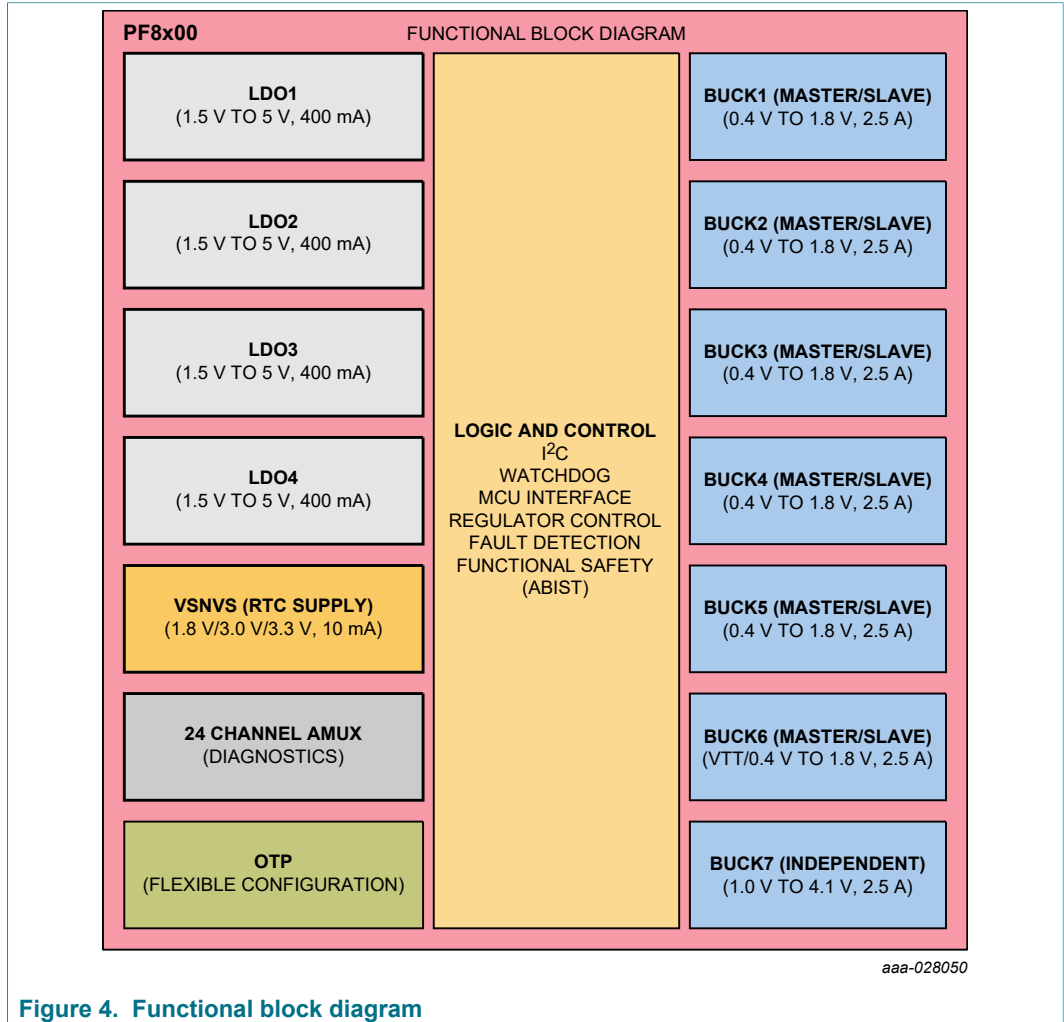 PF8x00 FUNCTIONAL BLOCK DIAGRAM
LDO1
(1.5 V TO 5 V, 400 mA)
LDO2
(1.5 V TO 5 V, 400 mA)
LDO3
(1.5 V TO 5 V, 400 mA)
LDO4
(1.5 V TO 5 V, 400 mA)
VSNVS (RTC SUPPLY)
(1.8 V/3.0 V/3.3 V, 10 mA)
24 CHANNEL AMUX
(DIAGNOSTICS)
OTP
(FLEXIBLE CONFIGURATION)
LOGIC AND CONTROL
I²C
WATCHDOG
MCU INTERFACE
REGULATOR CONTROL
FAULT DETECTION
FUNCTIONAL SAFETY
(ABIST)
BUCK1 (MASTER/SLAVE)
(0.4 V TO 1.8 V, 2.5 A)
BUCK2 (MASTER/SLAVE)
(0.4 V TO 1.8 V, 2.5 A)
BUCK3 (MASTER/SLAVE)
(0.4 V TO 1.8 V, 2.5 A)
BUCK4 (MASTER/SLAVE)
(0.4 V TO 1.8 V, 2.5 A)
BUCK5 (MASTER/SLAVE)
(0.4 V TO 1.8 V, 2.5 A)
BUCK6 (MASTER/SLAVE)
(VTT/0.4 V TO 1.8 V, 2.5 A)
BUCK7 (INDEPENDENT)
(1.0 V TO 4.1 V, 2.5 A)
aaa-028050
Figure 4. Functional block diagram